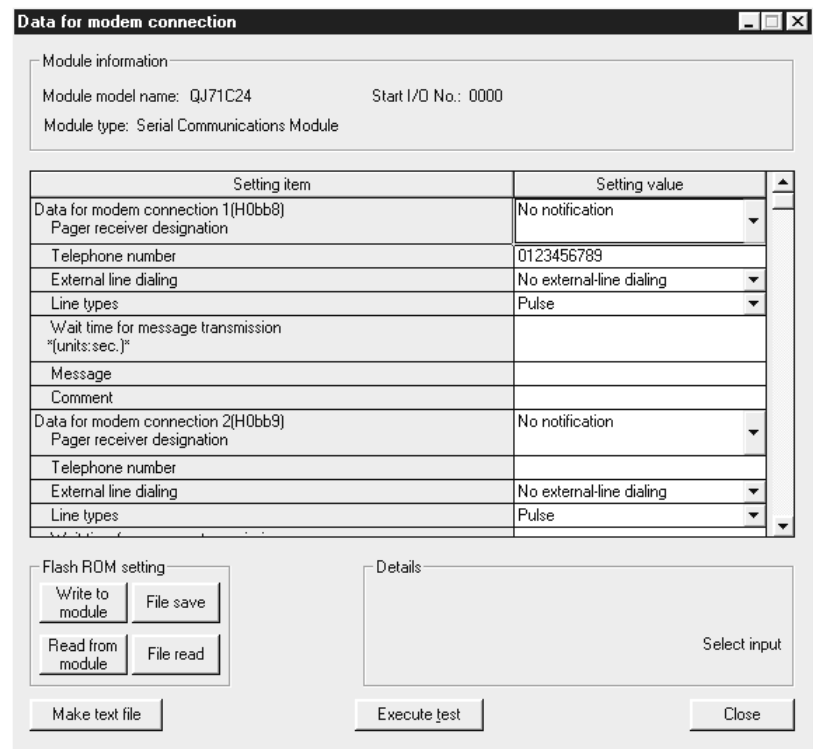 Data for modem connection
Module information
Module model name: QJ71C24 Start I/O No.: 0000
Module type: Serial Communications Module
Setting item Setting value
Data for modem connection 1(H0bb8) No notification
Pager receiver designation
Telephone number 0123456789
External line dialing No external-line dialing
Line types Pulse
Wait time for message transmission
*(units:sec.)*
Message
Comment
Data for modem connection 2(H0bb9) No notification
Pager receiver designation
Telephone number
External line dialing No external-line dialing
Line types Pulse
Flash ROM setting Details
Write to module File save
Read from module File read
Select input
Make text file Execute test Close